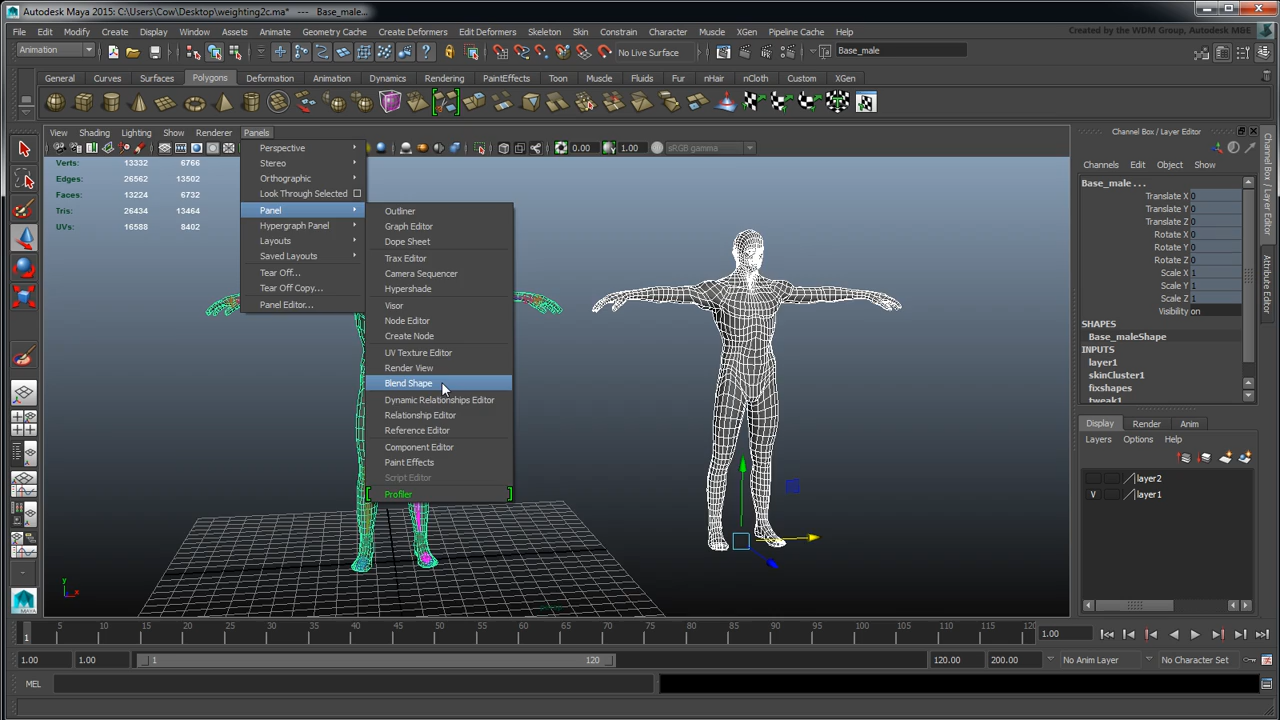 Autodesk Maya 2015: C:\Users\Cow\Desktop\weighting2c.ma* --- Base_male...
File Edit Modify Create Display Window Assets Animate Geometry Cache Create Deformers Edit Deformers Skeleton Skin Constrain Character Muscle XGen Pipeline Cache Help
Created by the WDM Group, Autodesk MGE
Animation
No Live Surface
Base_male
General Curves Surfaces Polygons Deformation Animation Dynamics Rendering PaintEffects Toon Muscle Fluids Fur nHair nCloth Custom XGen
View Shading Lighting Show Renderer Panels
0.00 1.00 sRGB gamma
Verts: 13332 6766
Edges: 26562 13502
Faces: 13224 6732
Tris: 26434 13464
UVs: 16588 8402
Perspective
Stereo
Orthographic
Look Through Selected
Panel
Hypergraph Panel
Layouts
Saved Layouts
Tear Off...
Tear Off Copy...
Panel Editor...
Outliner
Graph Editor
Dope Sheet
Trax Editor
Camera Sequencer
Hypershade
Visor
Node Editor
Create Node
UV Texture Editor
Render View
Blend Shape
Dynamic Relationships Editor
Relationship Editor
Reference Editor
Component Editor
Paint Effects
Script Editor
Profiler
y
x
Channel Box / Layer Editor
Channels Edit Object Show
Base_male . . .
Translate X 0
Translate Y 0
Translate Z 0
Rotate X 0
Rotate Y 0
Rotate Z 0
Scale X 1
Scale Y 1
Scale Z 1
Visibility on
SHAPES
Base_maleShape
INPUTS
layer1
skinCluster1
fixshapes
tweak1
Display Render Anim
Layers Options Help
layer2
V layer1
Channel Box / Layer Editor
Attribute Editor
1 5 10 15 20 25 30 35 40 45 50 55 60 65 70 75 80 85 90 95 100 105 110 115 120
1.00
1.00 1.00 1 120 120.00 200.00 No Anim Layer No Character Set
MEL